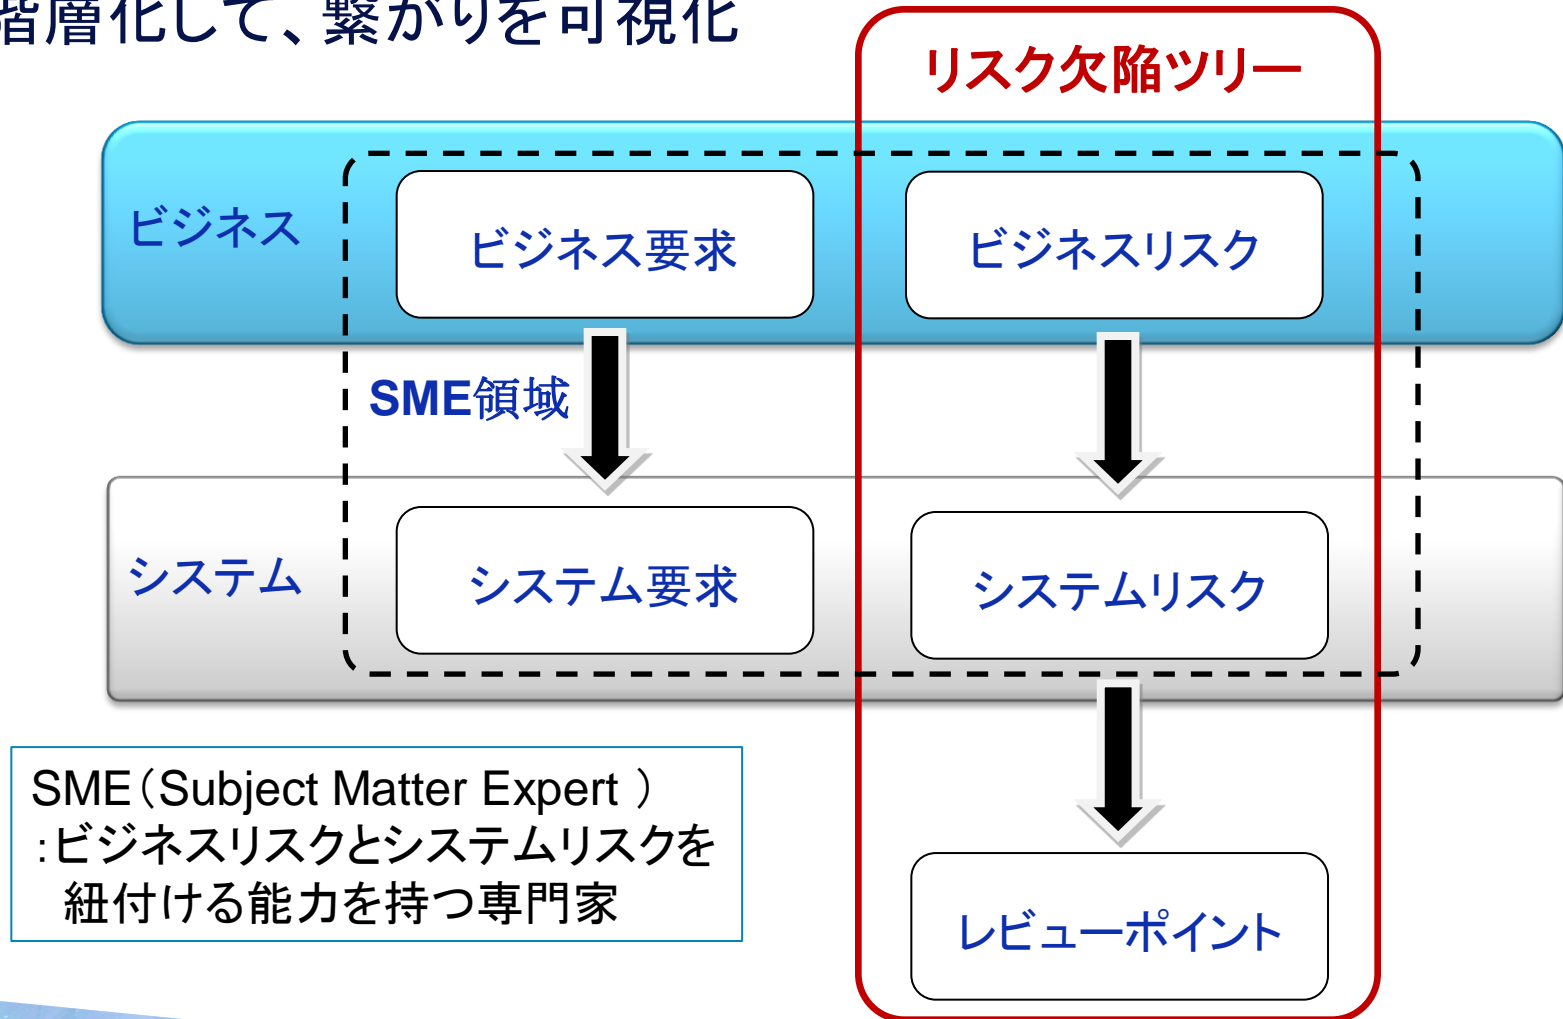 階層化して、繋がりを可視化
リスク欠陥ツリー
ビジネス
ビジネス要求
ビジネスリスク
SME領域
システム
システム要求
システムリスク
SME（Subject Matter Expert ）
：ビジネスリスクとシステムリスクを
紐付ける能力を持つ専門家
レビューポイント